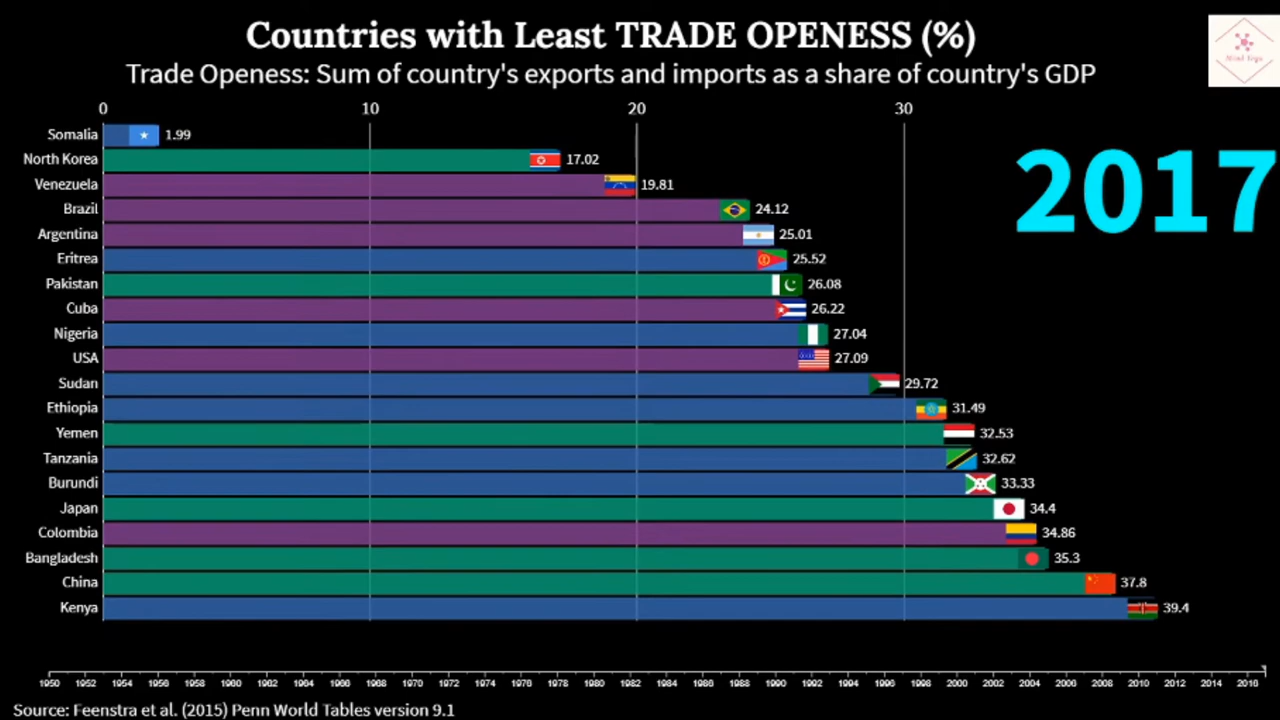 Countries with Least TRADE OPENESS (%)
Trade Openess: Sum of country's exports and imports as a share of country's GDP
0 10 20 30
2017
Somalia 1.99
North Korea 17.02
Venezuela 19.81
Brazil 24.12
Argentina 25.01
Eritrea 25.52
Pakistan 26.08
Cuba 26.22
Nigeria 27.04
USA 27.09
Sudan 29.72
Ethiopia 31.49
Yemen 32.53
Tanzania 32.62
Burundi 33.33
Japan 34.4
Colombia 34.86
Bangladesh 35.3
China 37.8
Kenya 39.4
1950 1952 1954 1956 1958 1960 1962 1964 1966 1968 1970 1972 1974 1976 1978 1980 1982 1984 1986 1988 1990 1992 1994 1996 1998 2000 2002 2004 2006 2008 2010 2012 2014 2016
Source: Feenstra et al. (2015) Penn World Tables version 9.1